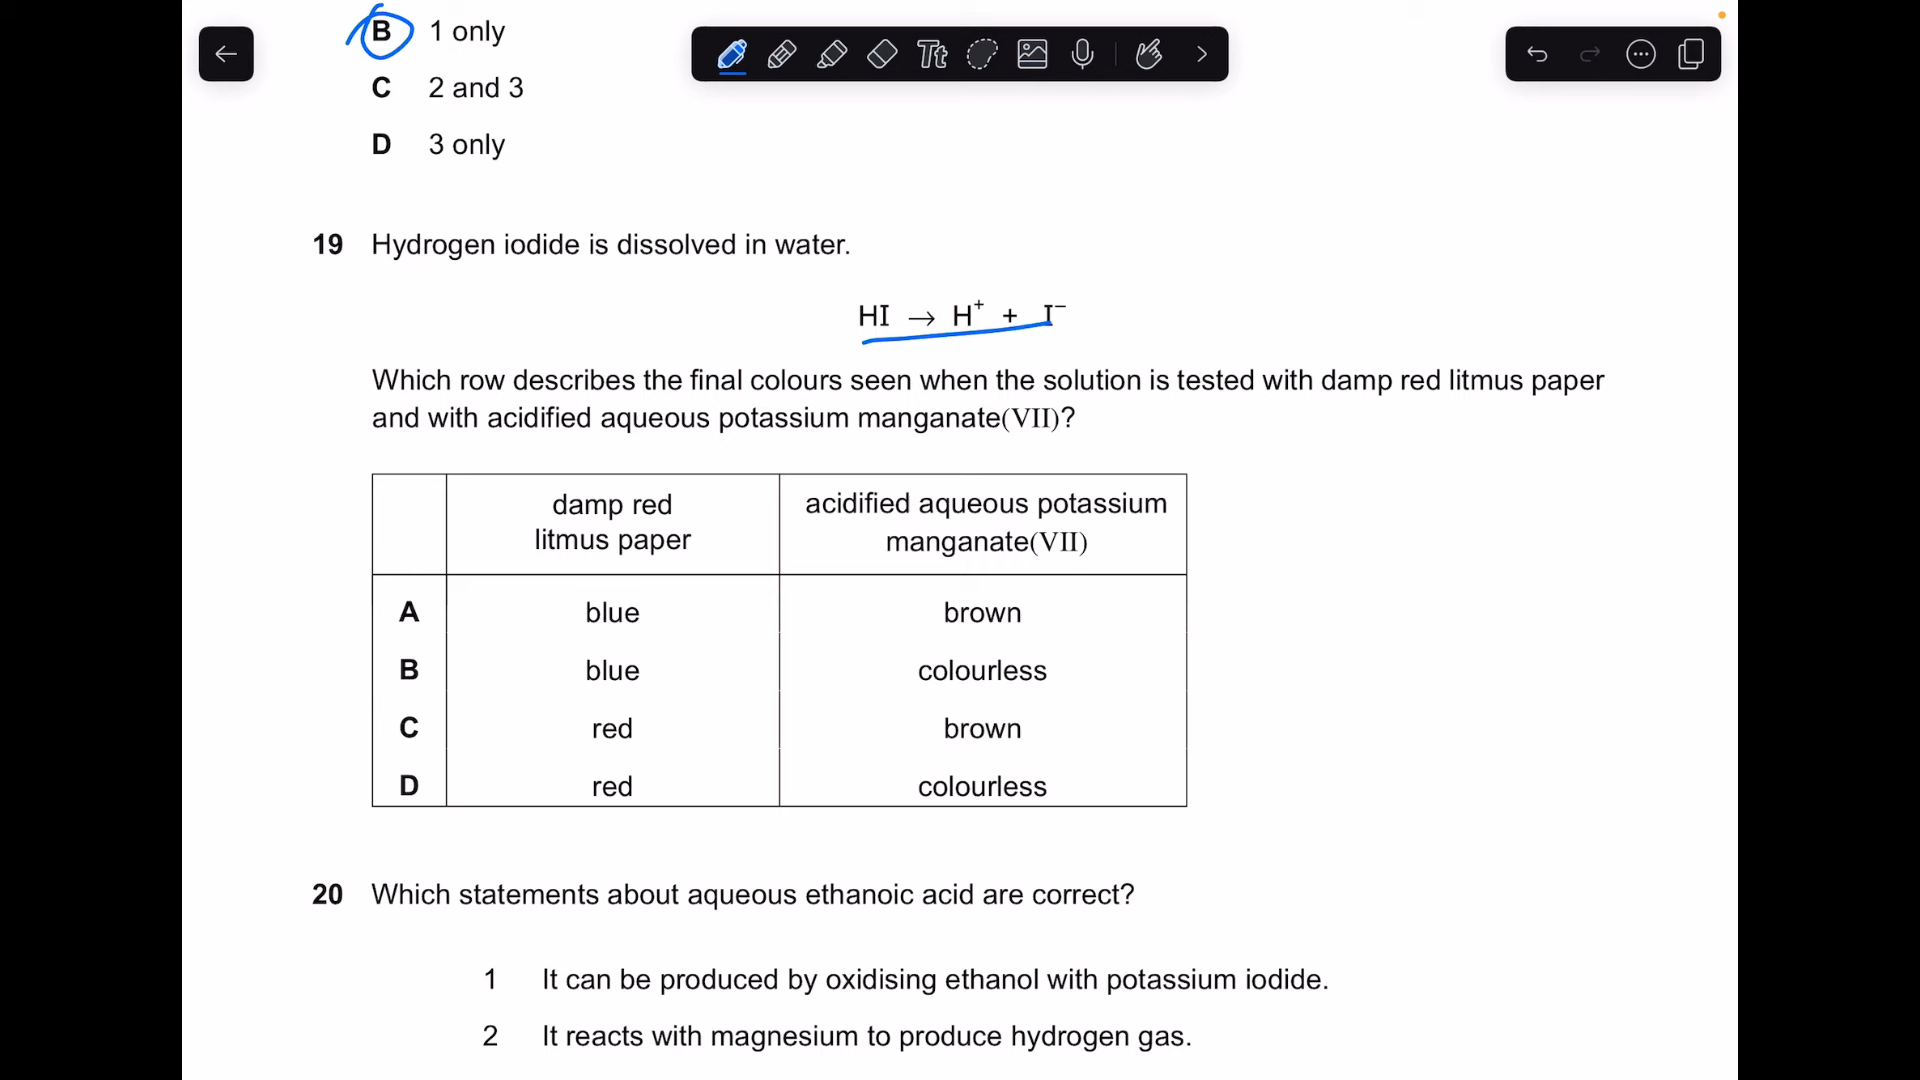 B 1 only
Tt
C 2 and 3
D 3 only
19 Hydrogen iodide is dissolved in water.
HI → H⁺ + I⁻
Which row describes the final colours seen when the solution is tested with damp red litmus paper
and with acidified aqueous potassium manganate(VII)?
damp red
litmus paper
acidified aqueous potassium
manganate(VII)
A blue brown
B blue colourless
C red brown
D red colourless
20 Which statements about aqueous ethanoic acid are correct?
1 It can be produced by oxidising ethanol with potassium iodide.
2 It reacts with magnesium to produce hydrogen gas.